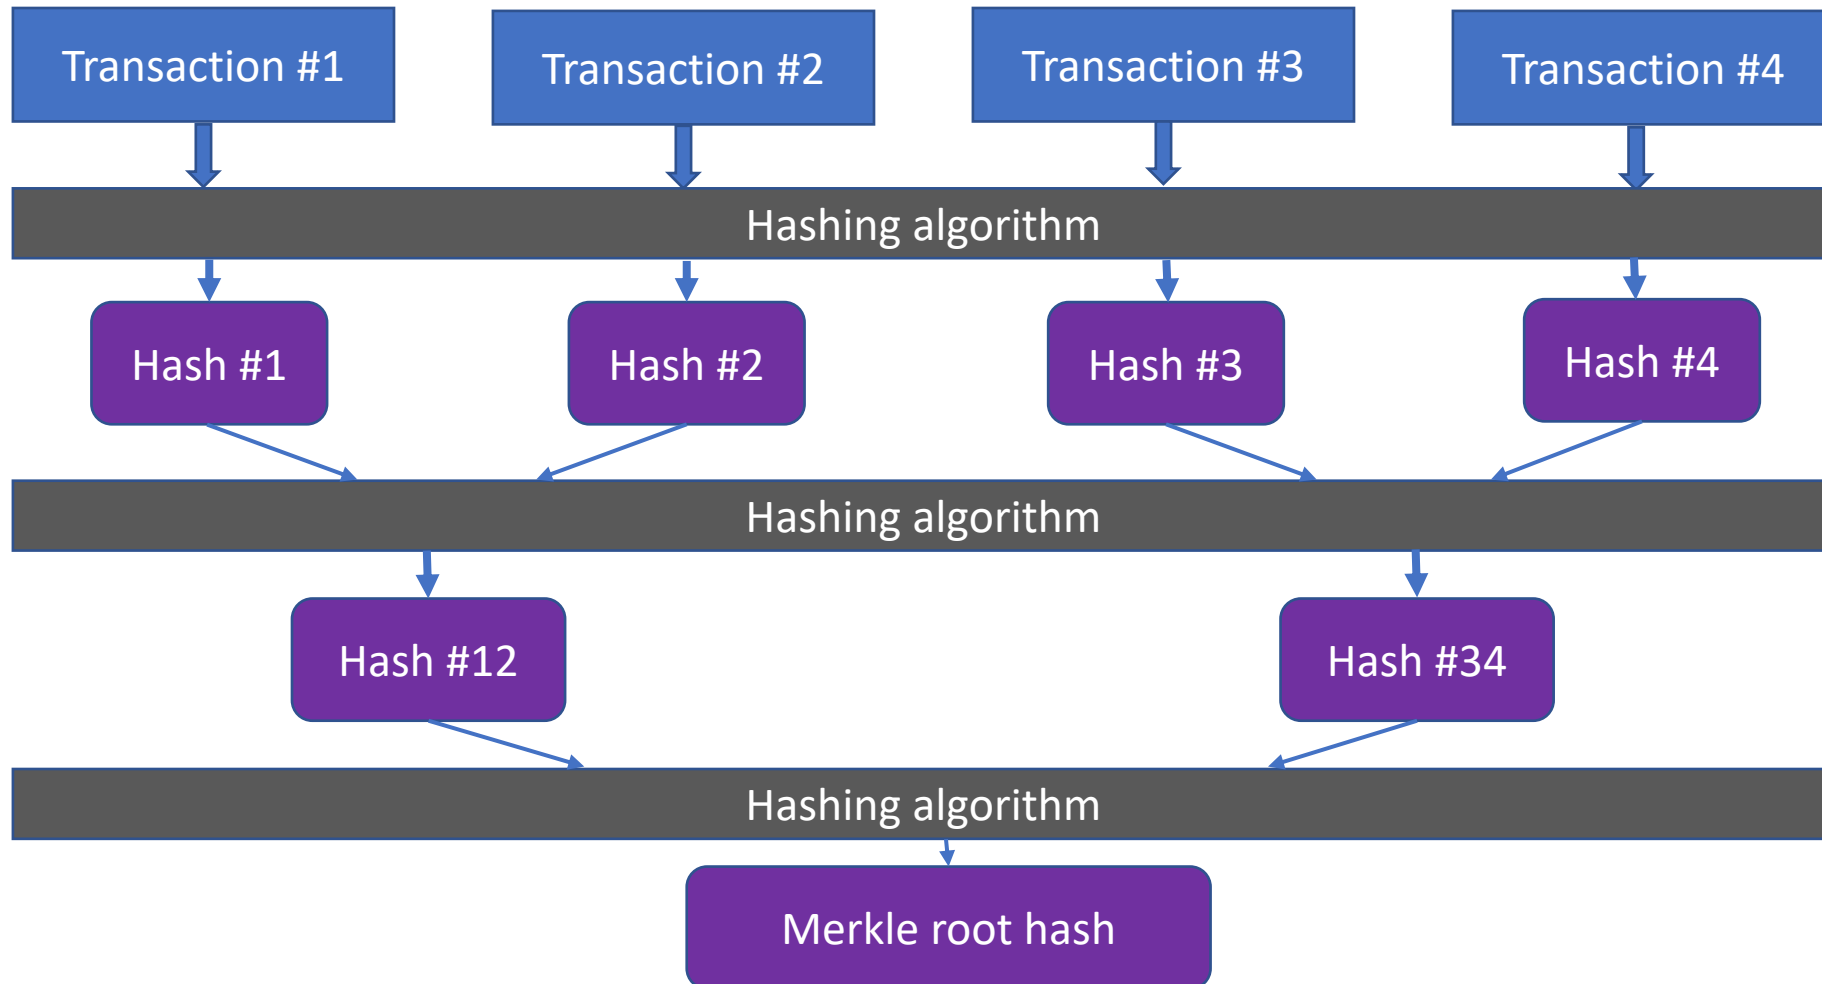 Transaction #1
Transaction #2
Transaction #3
Transaction #4
Hashing algorithm
Hash #1
Hash #2
Hash #3
Hash #4
Hashing algorithm
Hash #12
Hash #34
Hashing algorithm
Merkle root hash